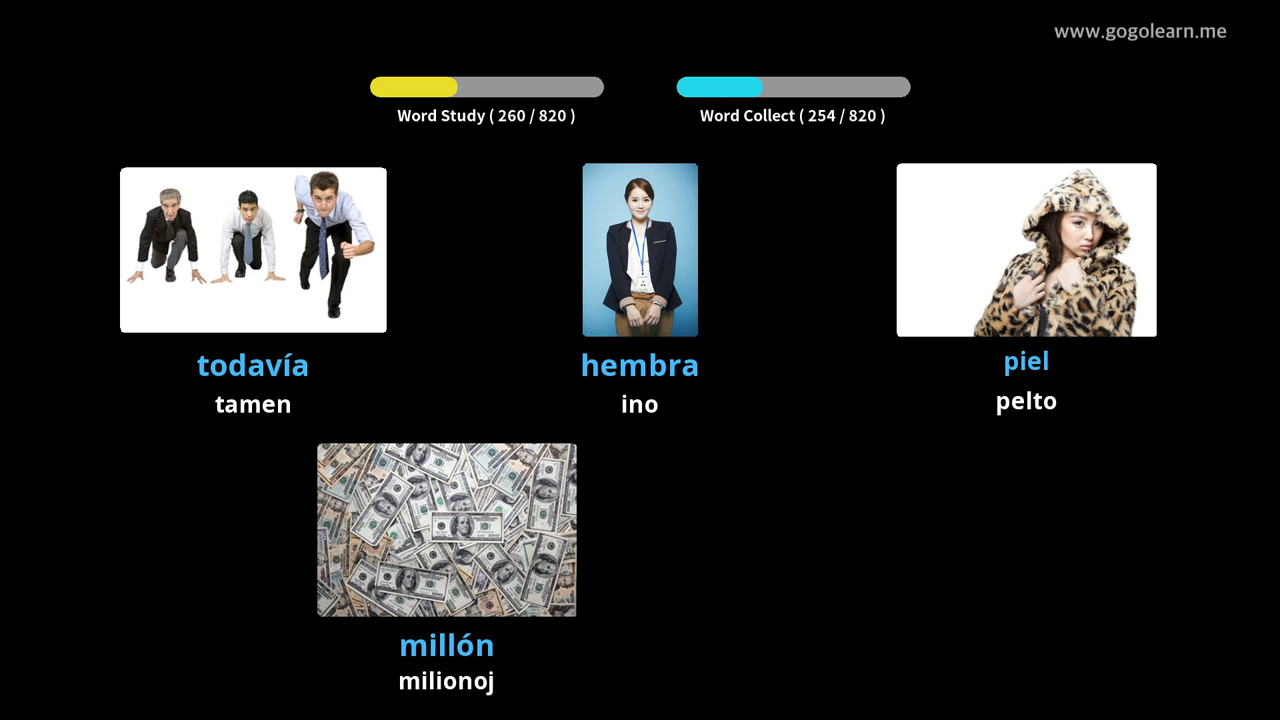 www.gogolearn.me
Word Study ( 260 / 820 )
Word Collect ( 254 / 820 )
todavía
tamen
hembra
ino
piel
pelto
millón
milionoj